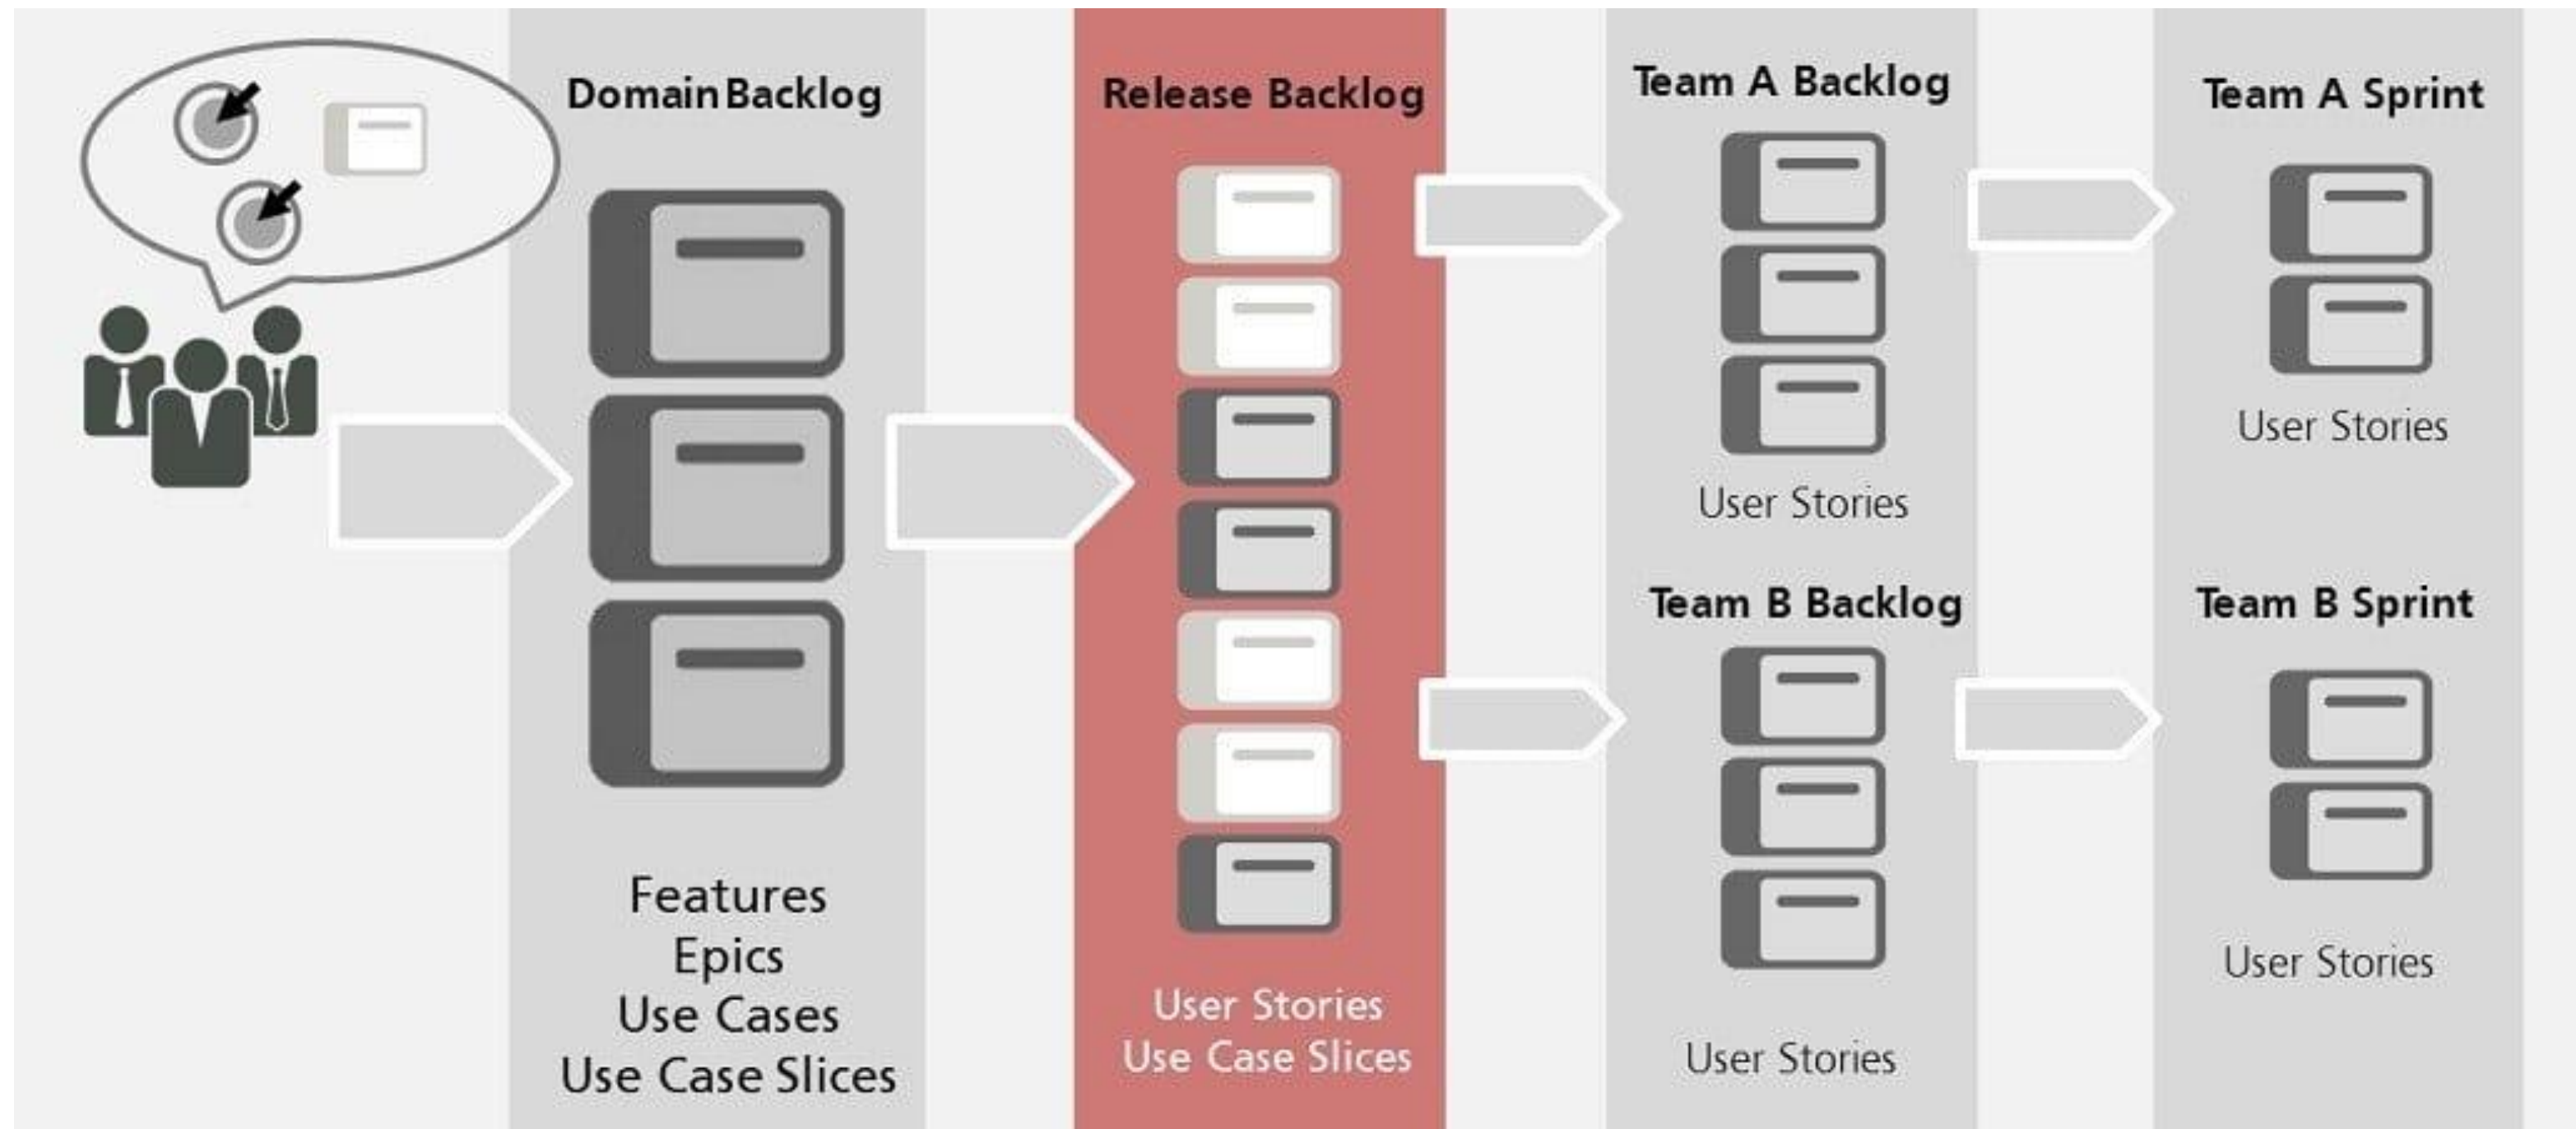 Domain Backlog
Features
Epics
Use Cases
Use Case Slices
Release Backlog
User Stories
Use Case Slices
Team A Backlog
User Stories
Team B Backlog
User Stories
Team A Sprint
User Stories
Team B Sprint
User Stories